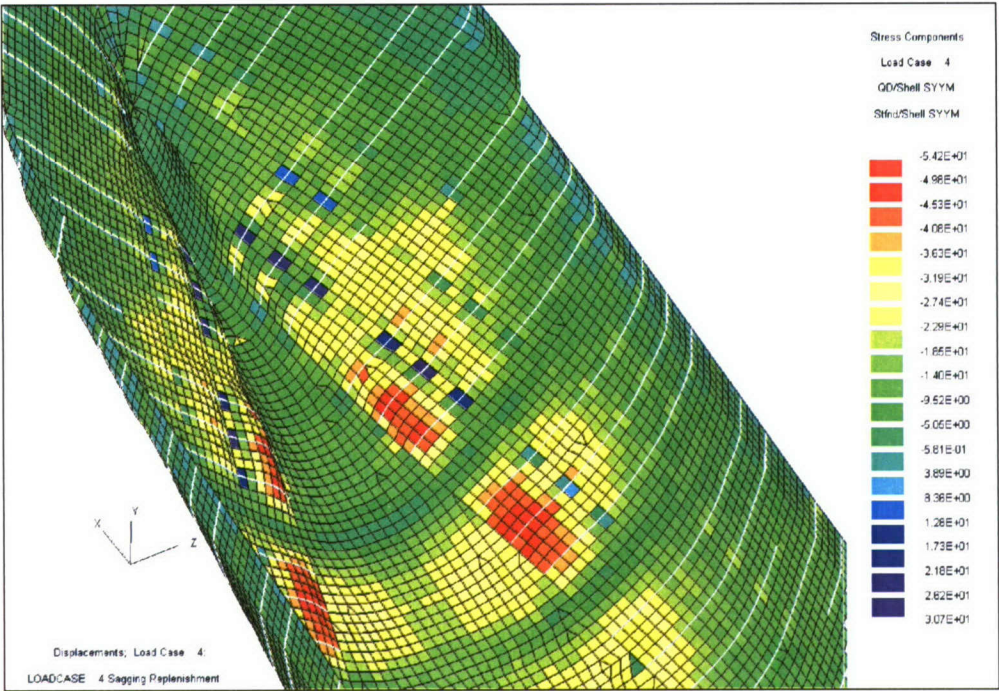 Stress Components
Load Case 4
QD/Shell SYYM
Stfnd/Shell SYYM
-5.42E+01
-4.98E+01
-4.53E+01
-4.08E+01
-3.63E+01
-3.19E+01
-2.74E+01
-2.29E+01
-1.85E+01
-1.40E+01
-9.52E+00
-5.05E+00
-5.81E-01
3.89E+00
8.36E+00
1.28E+01
1.73E+01
2.18E+01
2.62E+01
3.07E+01
Y
X
Z
Displacements; Load Case 4:
LOADCASE 4 Sagging Replenishment